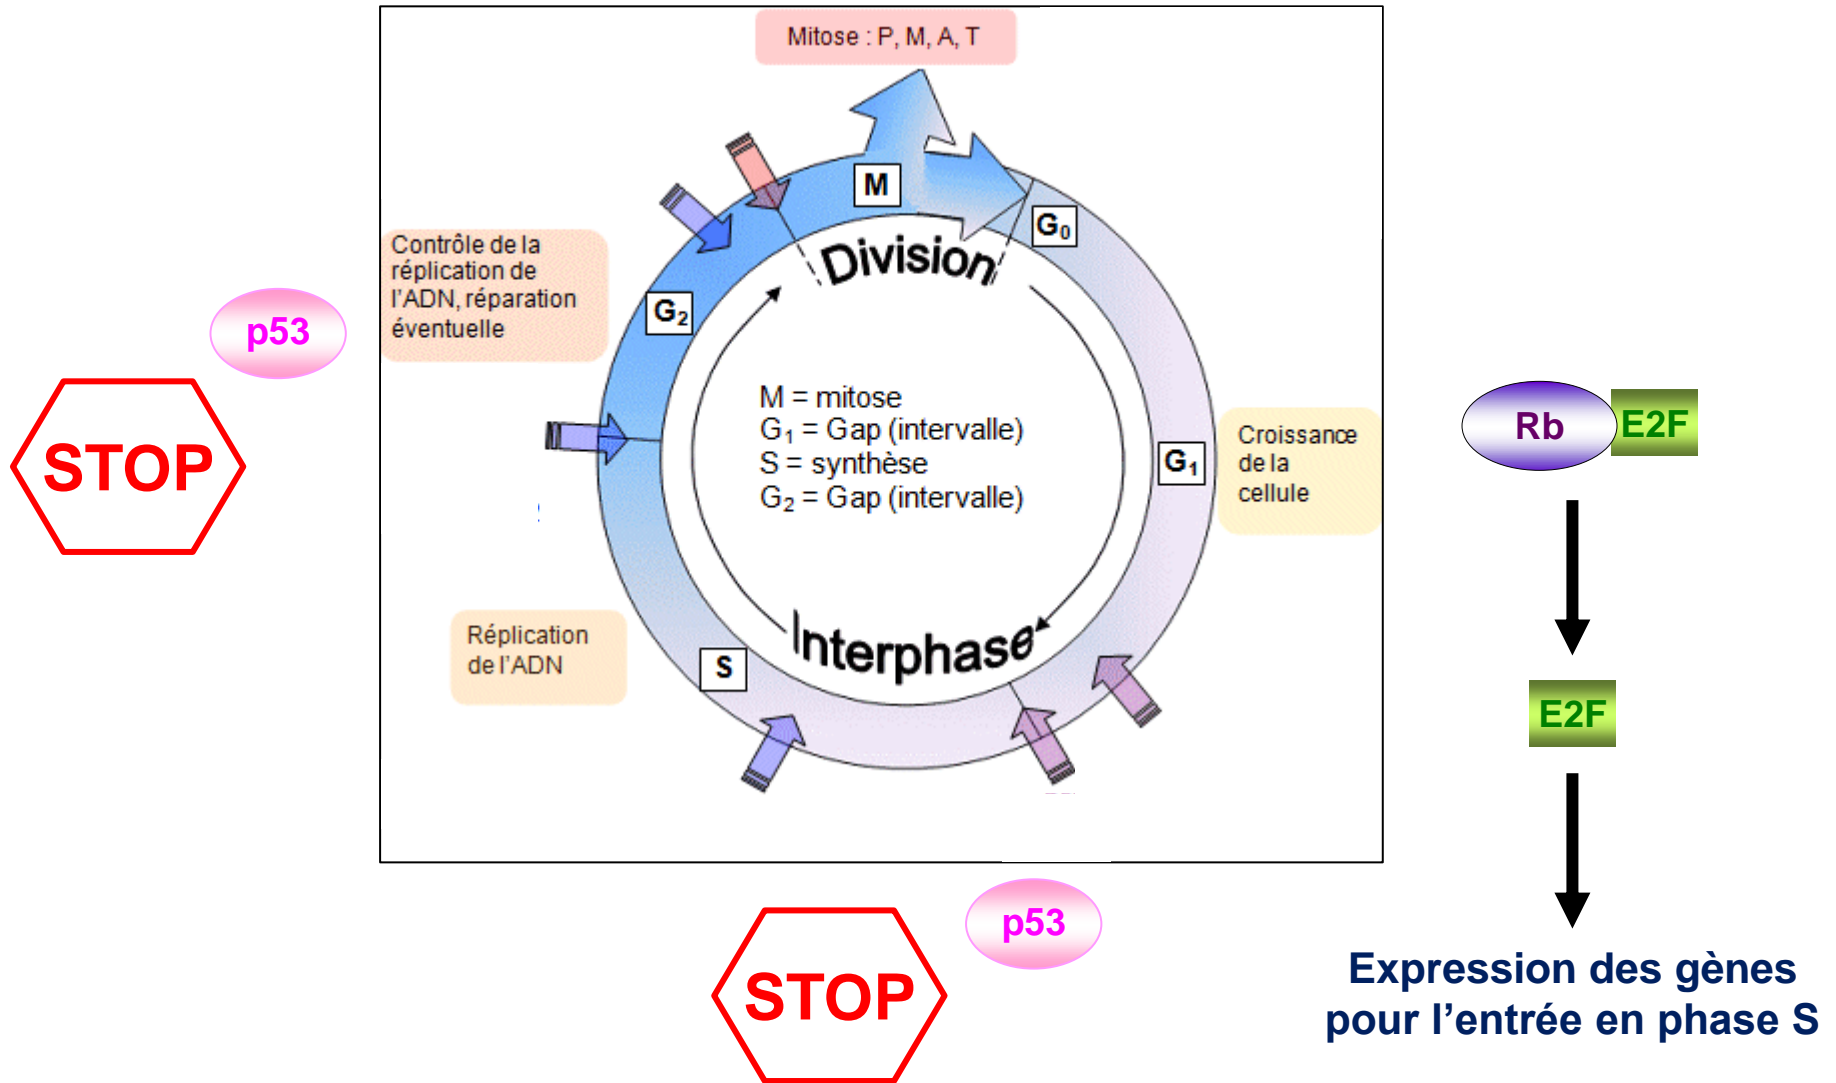 Mitose : P, M, A, T
M
G₀
Division
Contrôle de la
réplication de
l'ADN, réparation
éventuelle
p53
G₂
STOP
M = mitose
G₁ = Gap (intervalle)
S = synthèse
G₂ = Gap (intervalle)
G₁
Croissance
de la
cellule
Rb
E2F
Réplication
de l'ADN
S
Interphase
E2F
p53
STOP
Expression des gènes
pour l'entrée en phase S